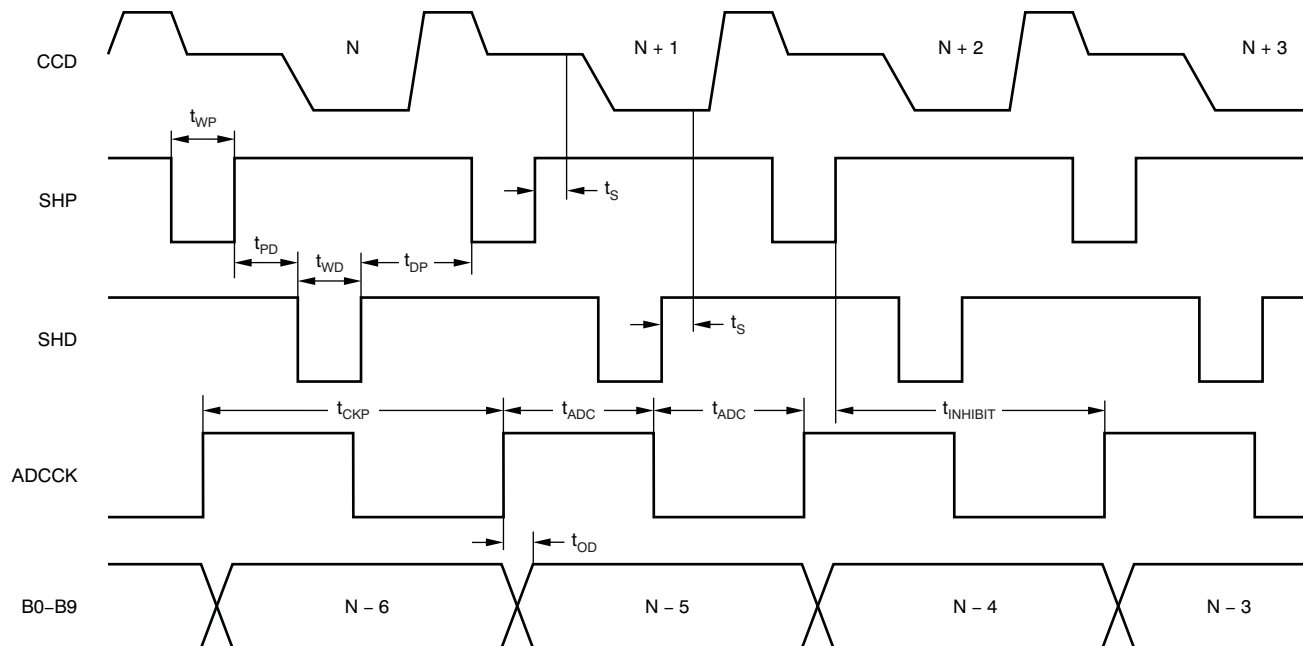 CCD
N
N + 1
N + 2
N + 3
tWP
SHP
tS
tPD
tWD
tDP
SHD
tS
tCKP
tADC
tADC
tINHIBIT
ADCCK
tOD
B0–B9
N – 6
N – 5
N – 4
N – 3